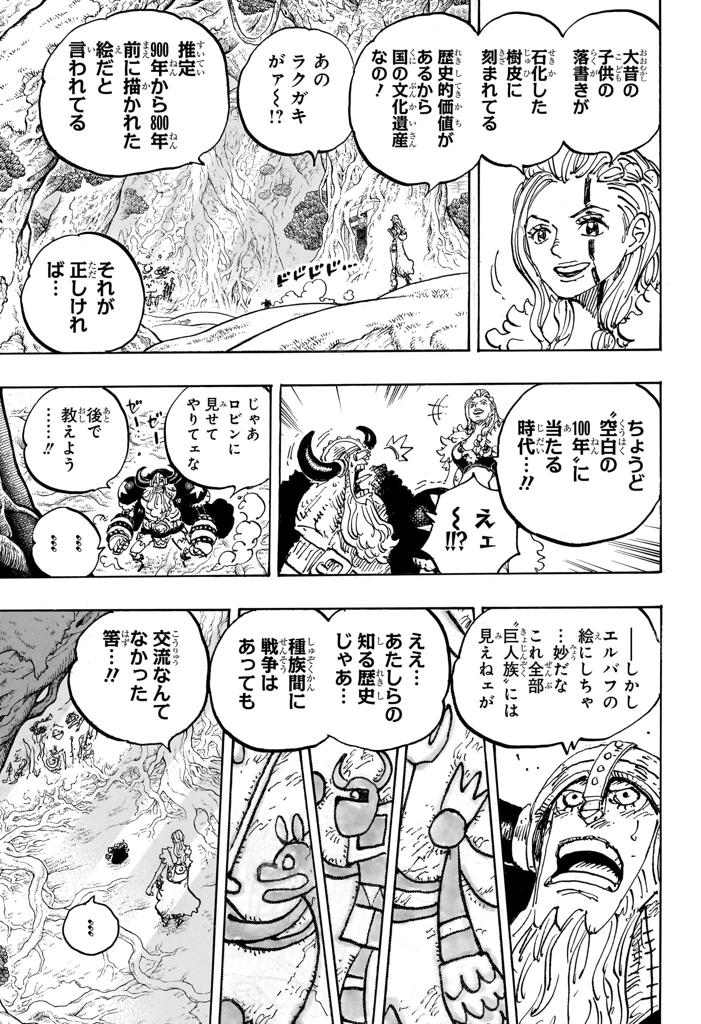 大昔の
子供の
落書きが
石化した
樹皮に
刻まれてる
歴史的価値が
あるから
国の文化遺産
なの!
あの
ラクガキ
がァ〜!?
推定
900年から800年
前に描かれた
絵だと
言われてる
それが
正しけれ
ば…
ドドドドド…
ちょうど
“空白の
100年”に
当たる
時代…!!
えェ
〜!!?
じゃあ
ロビンに
見せて
やりてェな
後で
教えよう
……!!
ゼー
ゼー
…
…
──しかし
エルバフの
絵にしちゃ
…妙だな
これ全部
“巨人族”には
見えねェが
ええ…
あたしらの
知る歴史
じゃあ…
種族間に
戦争は
あっても
交流なんて
なかった
筈…!!
…